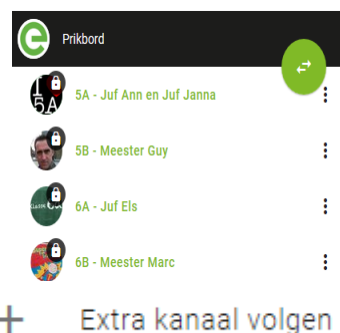 Prikbord
5A - Juf Ann en Juf Janna
5B - Meester Guy
6A - Juf Els
6B - Meester Marc
+ Extra kanaal volgen